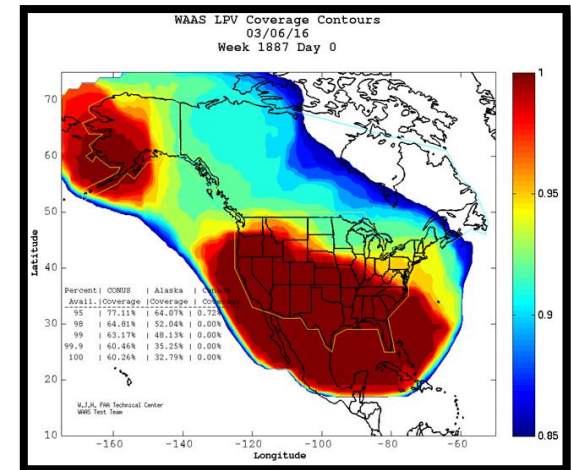 WAAS LPV Coverage Contours
03/06/16
Week 1887 Day 0
70
60
50
40
30
20
10
Latitude
-160
-140
-120
-100
-80
-60
Longitude
1
0.95
0.9
0.85
Percent| CONUS | Alaska |
Avail. |Coverage |Coverage |
95 | 77.11% | 64.07% | 0.72%
98 | 64.81% | 52.04% | 0.00%
99 | 63.17% | 48.13% | 0.00%
99.9 | 60.46% | 35.25% | 0.00%
100 | 60.26% | 32.79% | 0.00%
W.J.H. FAA Technical Center
WAAS Test Team